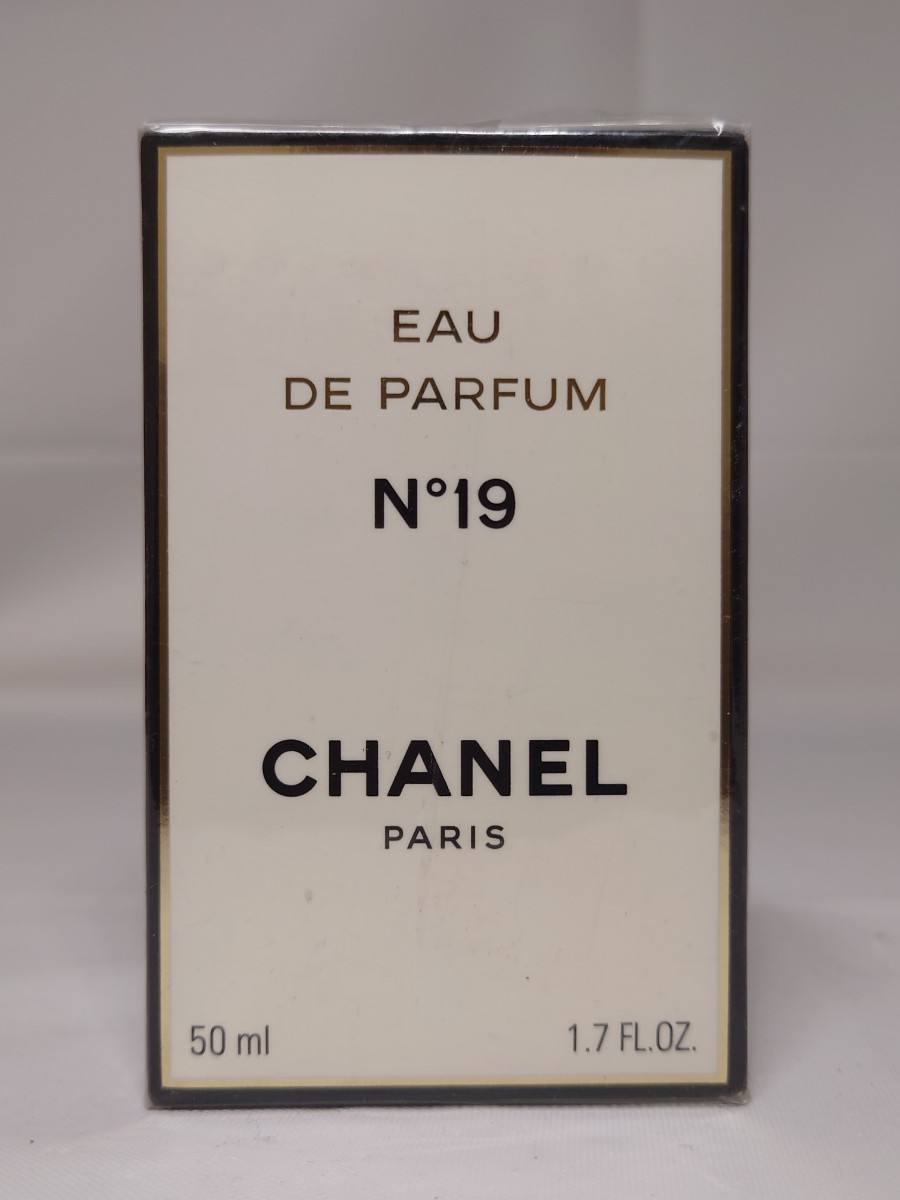 EAU
DE PARFUM
N°19
CHANEL
PARIS
50 ml 1.7 FL.OZ.